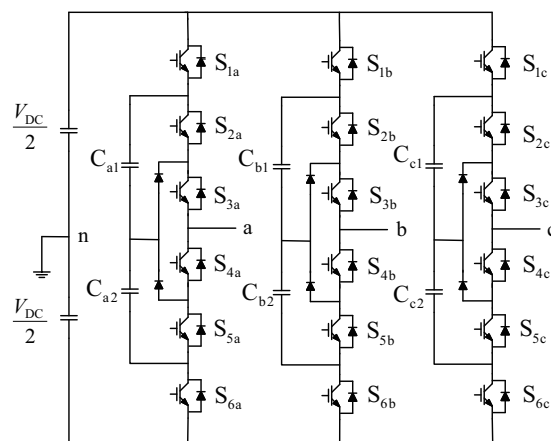 S1a
S1b
S1c
VDC
2
S2a
S2b
S2c
Ca1
Cb1
Cc1
S3a
S3b
S3c
n
a
b
c
S4a
S4b
S4c
Ca2
Cb2
Cc2
VDC
2
S5a
S5b
S5c
S6a
S6b
S6c